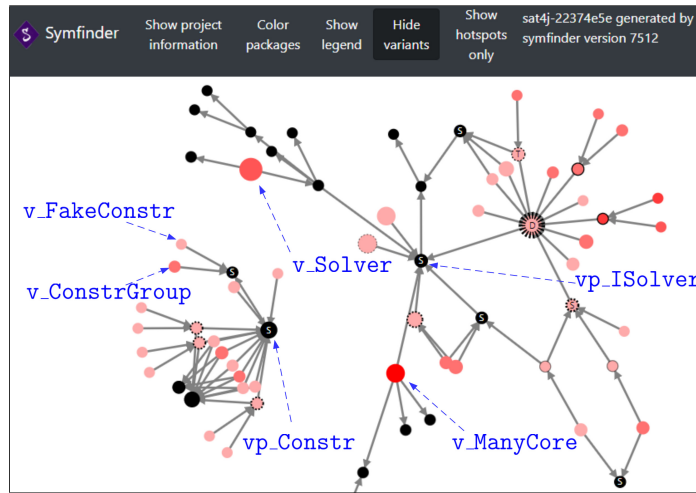 Symfinder
Show project
information
Color
packages
Show
legend
Hide
variants
Show
hotspots
only
sat4j-22374e5e generated by
symfinder version 7512
S
T
D
v_FakeConstr
v_Solver
S
S
vp_ISolver
v_ConstrGroup
S
S
S
vp_Constr
v_ManyCore
S